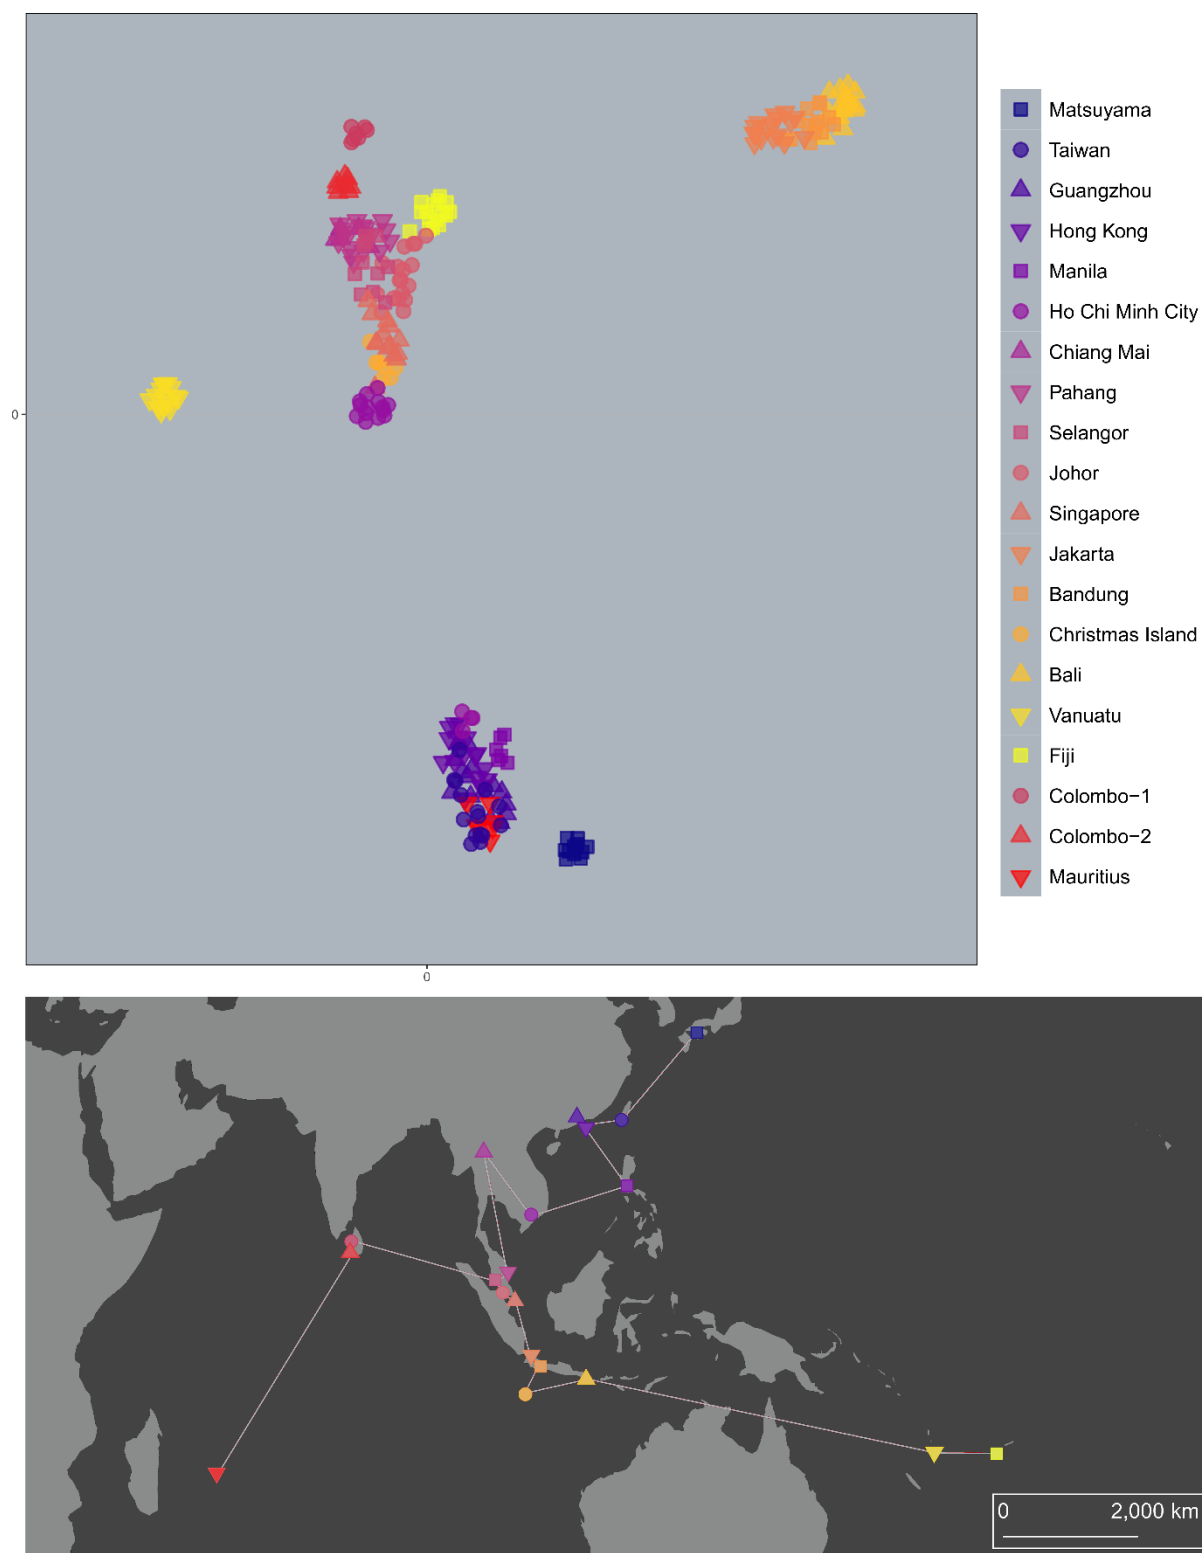 Matsuyama
Taiwan
Guangzhou
Hong Kong
Manila
Ho Chi Minh City
Chiang Mai
Pahang
Selangor
Johor
Singapore
Jakarta
Bandung
Christmas Island
Bali
Vanuatu
Fiji
Colombo−1
Colombo−2
Mauritius
0
0
0 2,000 km